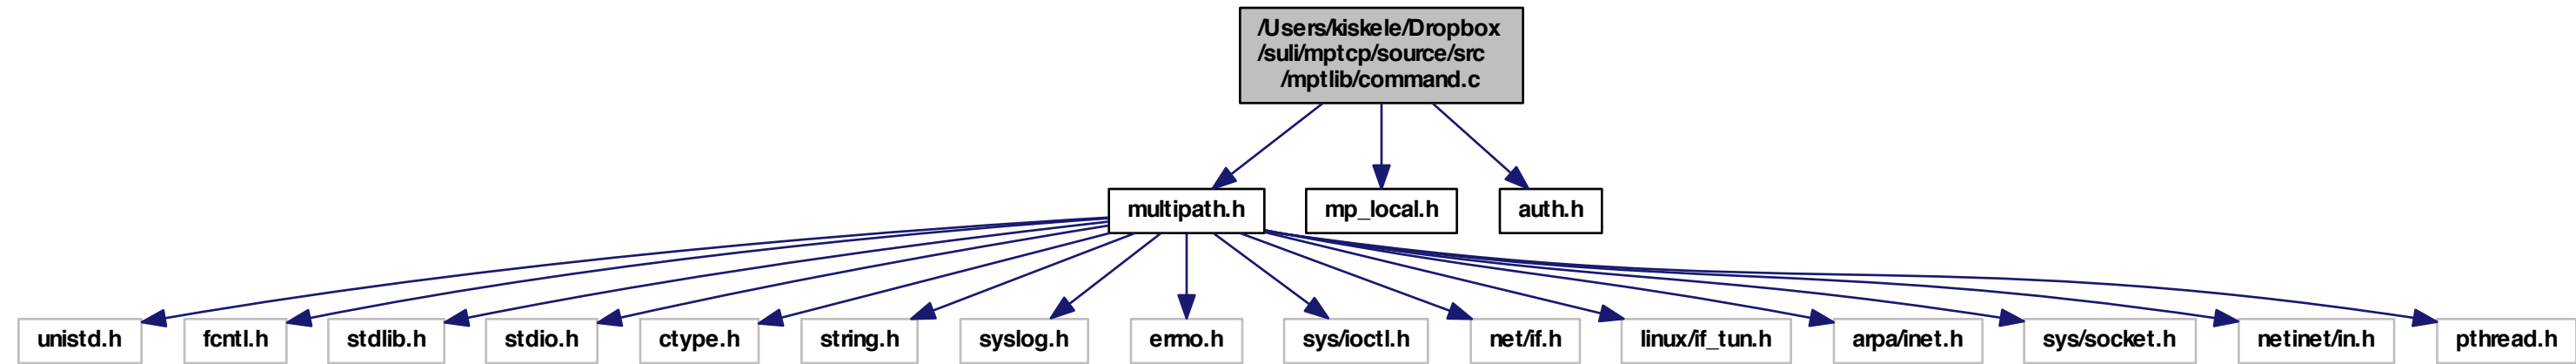 /Users/kiskele/Dropbox
/suli/mptcp/source/src
/mptlib/command.c
multipath.h
mp_local.h
auth.h
unistd.h
fcntl.h
stdlib.h
stdio.h
ctype.h
string.h
syslog.h
errno.h
sys/ioctl.h
net/if.h
linux/if_tun.h
arpa/inet.h
sys/socket.h
netinet/in.h
pthread.h